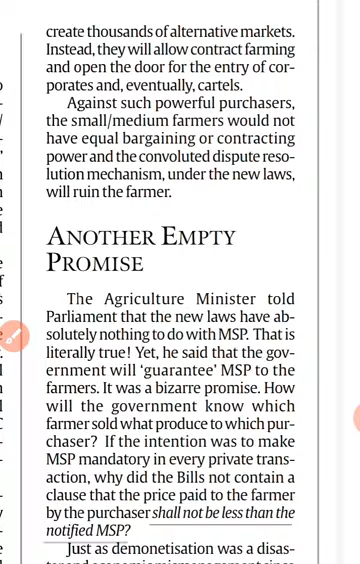 create thousands of alternative markets.
Instead, they will allow contract farming
and open the door for the entry of cor-
porates and, eventually, cartels.
Against such powerful purchasers,
the small/medium farmers would not
have equal bargaining or contracting
power and the convoluted dispute reso-
lution mechanism, under the new laws,
will ruin the farmer.
ANOTHER EMPTY
PROMISE
The Agriculture Minister told
Parliament that the new laws have ab-
solutely nothing to do with MSP. That is
literally true! Yet, he said that the gov-
ernment will ‘guarantee’ MSP to the
farmers. It was a bizarre promise. How
will the government know which
farmer sold what produce to which pur-
chaser? If the intention was to make
MSP mandatory in every private trans-
action, why did the Bills not contain a
clause that the price paid to the farmer
by the purchaser shall not be less than the
notified MSP?
Just as demonetisation was a disas-